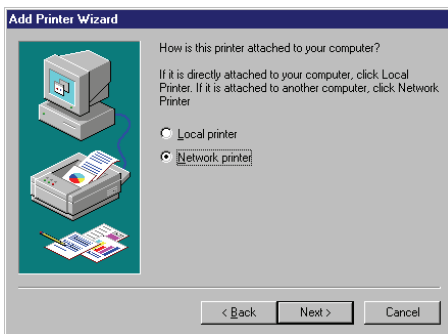 Add Printer Wizard
How is this printer attached to your computer?
If it is directly attached to your computer, click Local
Printer. If it is attached to another computer, click Network
Printer
Local printer
Network printer
< Back Next > Cancel